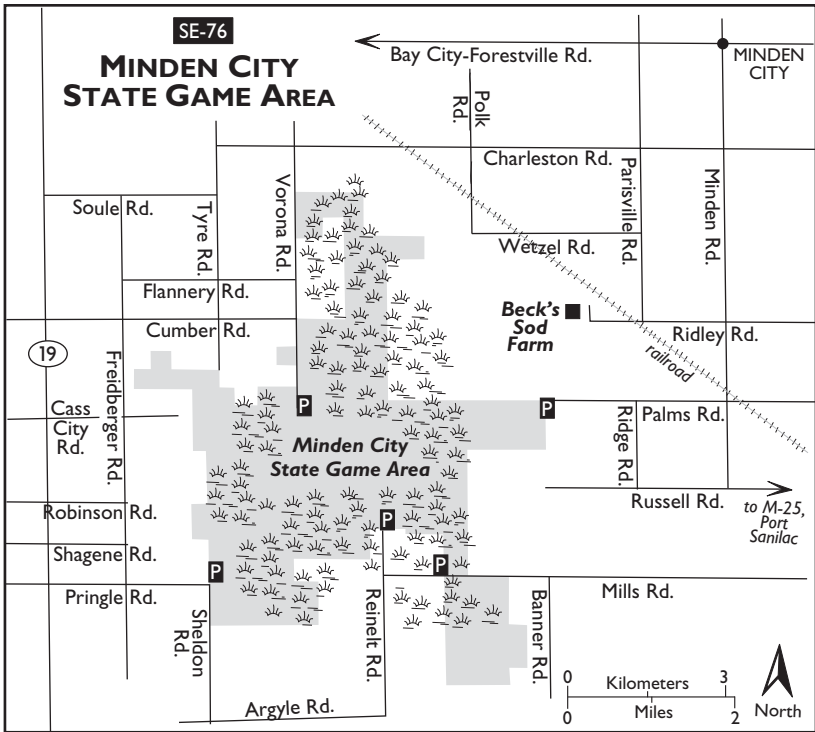 SE-76
MINDEN CITY
STATE GAME AREA
Bay City-Forestville Rd.
MINDEN
CITY
Polk
Rd.
Charleston Rd.
Parisville Rd.
Minden Rd.
Vorona Rd.
Soule Rd.
Tyre Rd.
Wetzel Rd.
Flannery Rd.
Beck's
Sod
Farm
Cumber Rd.
Ridley Rd.
railroad
19
Freidberger Rd.
Cass
City
Rd.
P
P
Ridge Rd.
Palms Rd.
Minden City
State Game Area
Russell Rd.
to M-25,
Port
Sanilac
Robinson Rd.
P
Shagene Rd.
P
P
Pringle Rd.
Sheldon
Rd.
Reinelt Rd.
Banner Rd.
Mills Rd.
Argyle Rd.
0 3
Kilometers
Miles
0 2
North